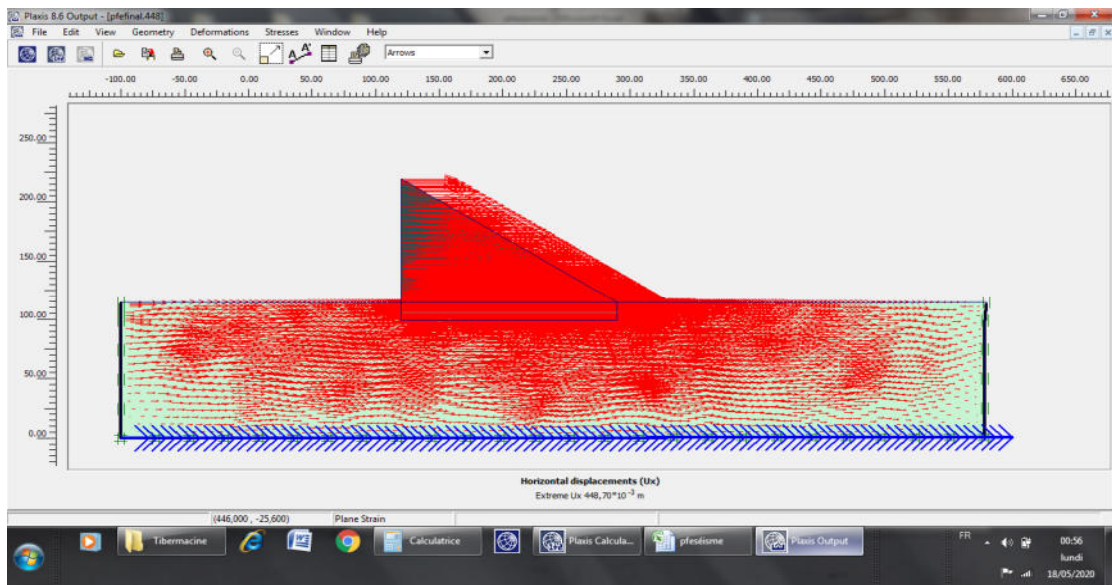 Plaxis 8.6 Output - [pfefinal.448]
File Edit View Geometry Deformations Stresses Window Help
Arrows
-100.00 -50.00 0.00 50.00 100.00 150.00 200.00 250.00 300.00 350.00 400.00 450.00 500.00 550.00 600.00 650.00
250.00
200.00
150.00
100.00
50.00
0.00
Horizontal displacements (Ux)
Extreme Ux 448,70*10-3 m
(446,000 , -25,600) Plane Strain
Tibermacine Calculatrice Plaxis Calcula... pfeséisme Plaxis Output FR 00:56
lundi
18/05/2020